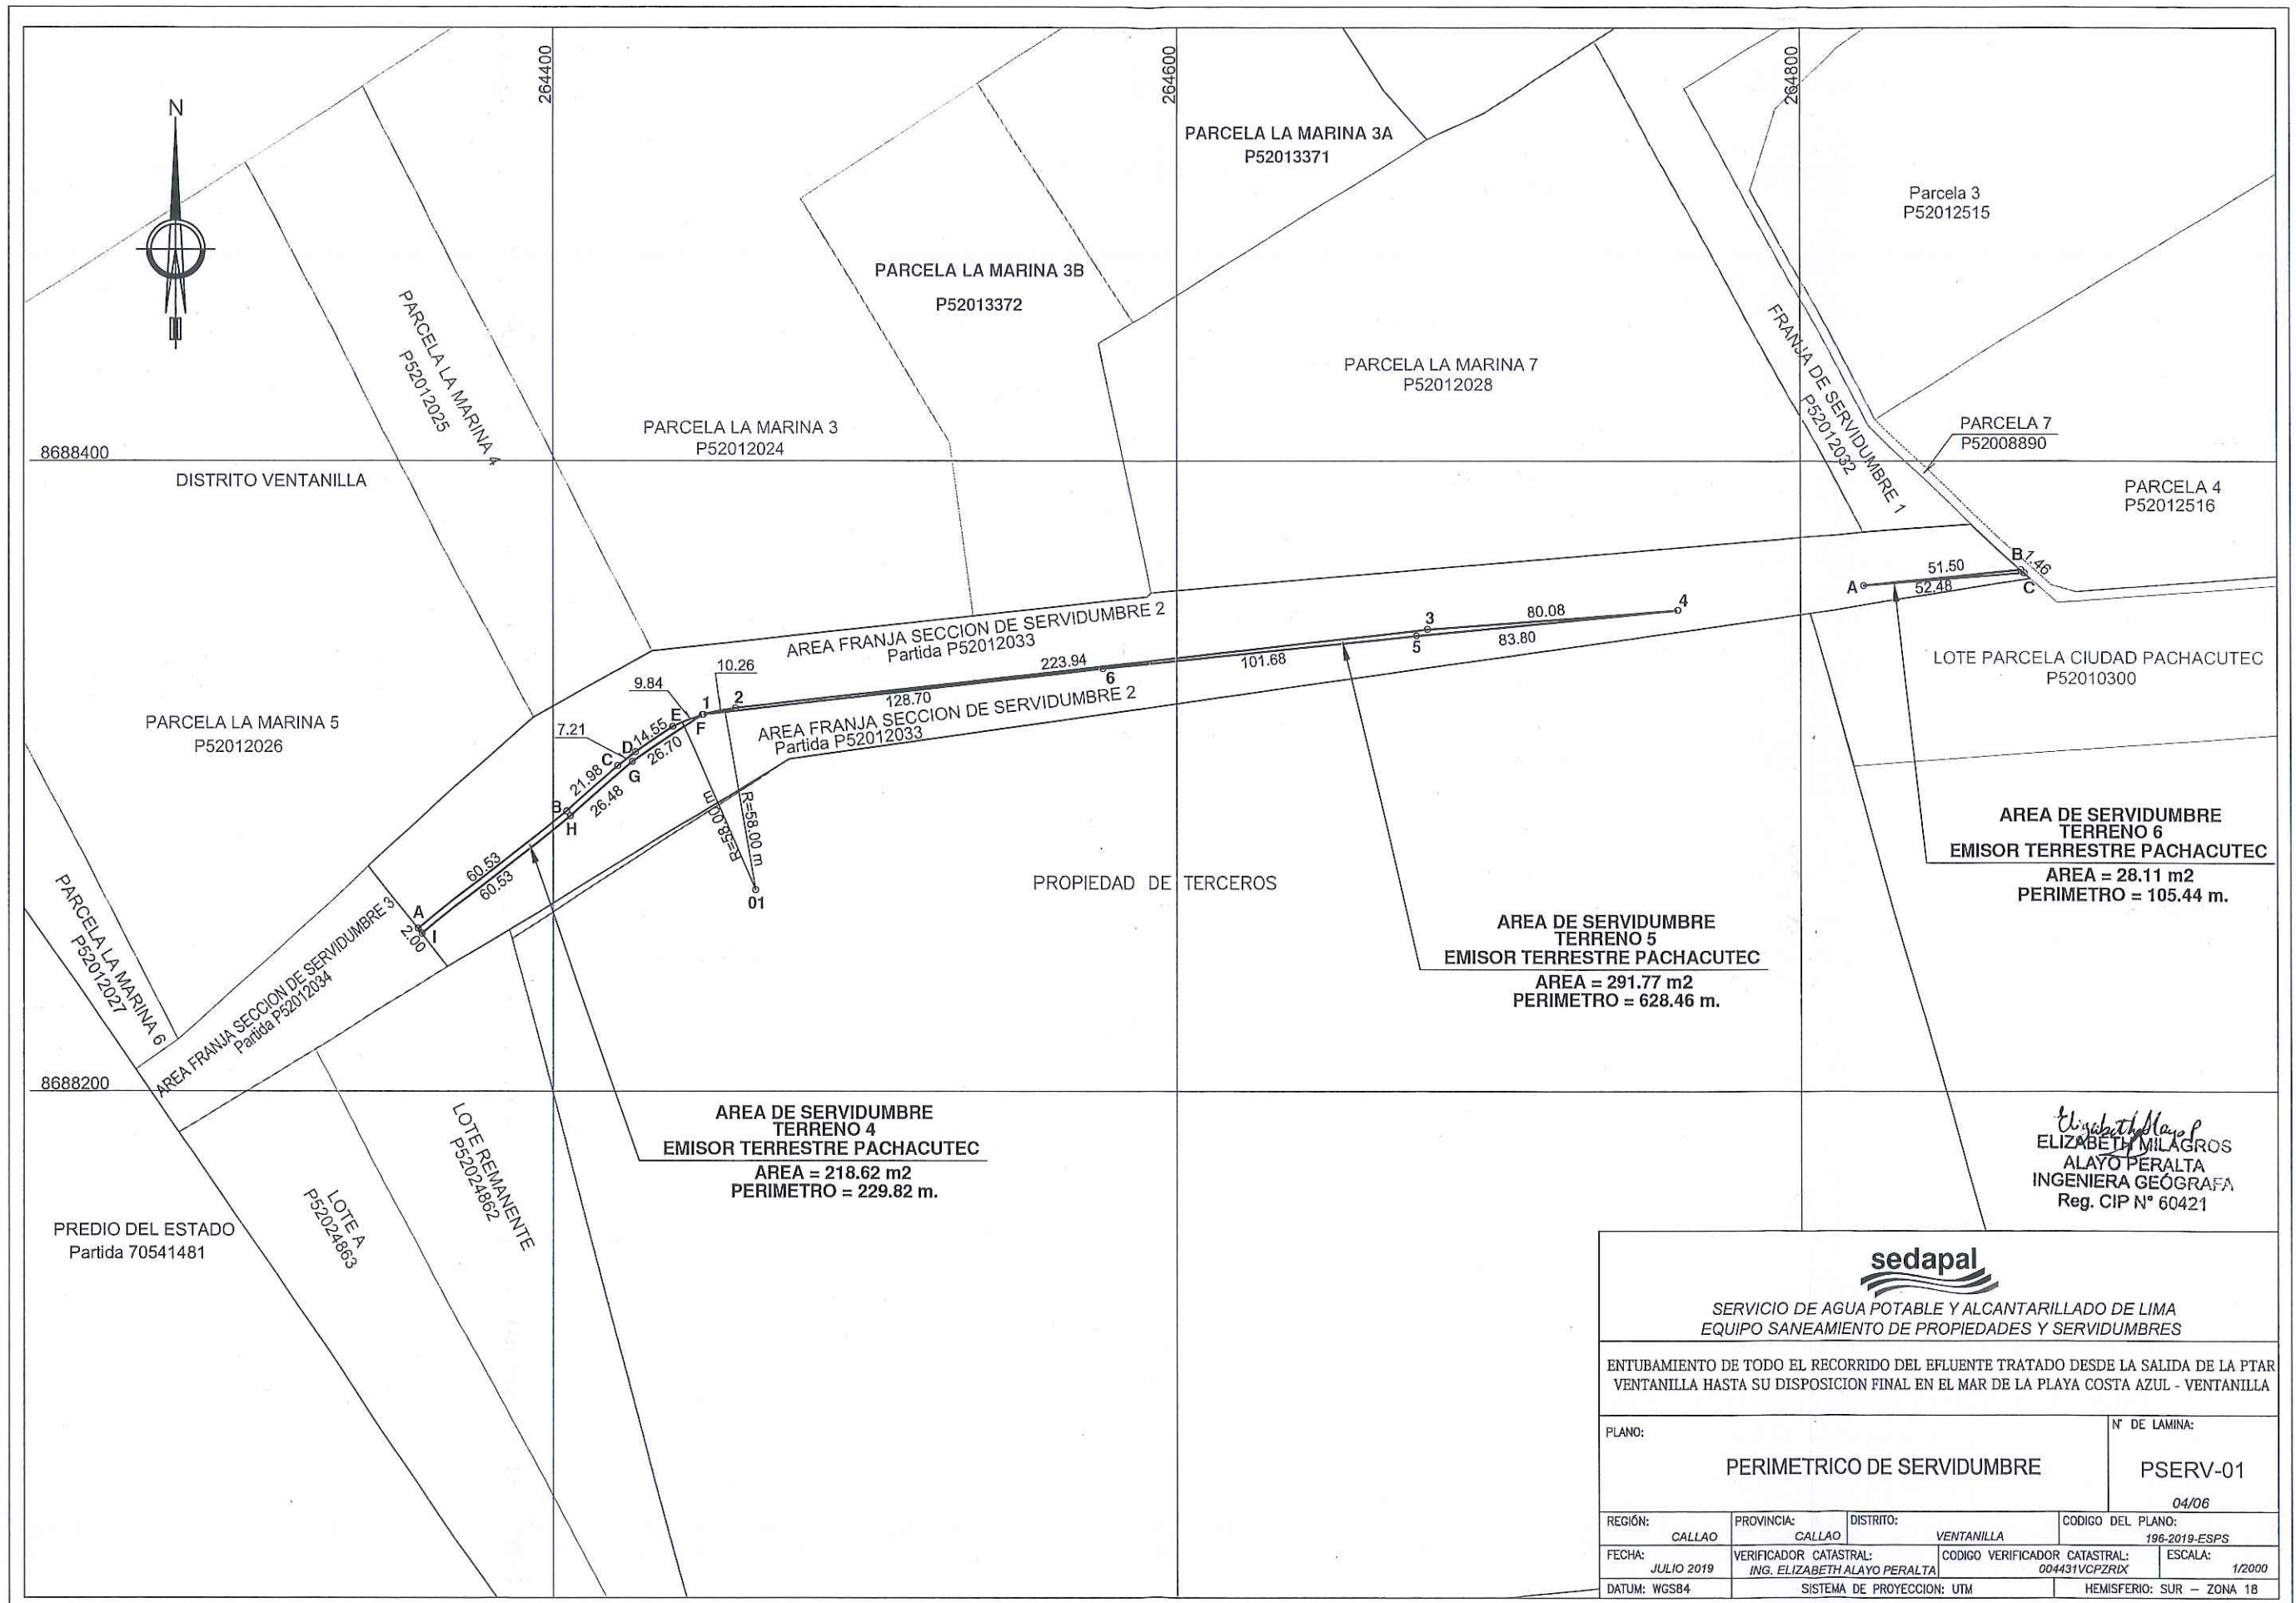 264400
264600
264800
N
PARCELA LA MARINA 3A
P52013371
Parcela 3
P52012515
PARCELA LA MARINA 3B
P52013372
PARCELA LA MARINA 4
P52012025
PARCELA LA MARINA 7
P52012028
FRANJA DE SERVIDUMBRE 1
P52012032
PARCELA LA MARINA 3
P52012024
PARCELA 7
P52008890
8688400
DISTRITO VENTANILLA
PARCELA 4
P52012516
B 1.46
51.50
A
52.48
C
AREA FRANJA SECCION DE SERVIDUMBRE 2
Partida P52012033
3
80.08
4
5
83.80
10.26
223.94
6
101.68
LOTE PARCELA CIUDAD PACHACUTEC
P52010300
9.84
1
2
128.70
PARCELA LA MARINA 5
P52012026
7.21
D
14.55
E
F
AREA FRANJA SECCION DE SERVIDUMBRE 2
Partida P52012033
C
G
26.70
21.98
B
26.48
H
R=58.00 m
R=58.00 m
01
60.53
60.53
A
2.00
I
PROPIEDAD DE TERCEROS
AREA DE SERVIDUMBRE
TERRENO 6
EMISOR TERRESTRE PACHACUTEC
AREA = 28.11 m2
PERIMETRO = 105.44 m.
AREA DE SERVIDUMBRE
TERRENO 5
EMISOR TERRESTRE PACHACUTEC
AREA = 291.77 m2
PERIMETRO = 628.46 m.
PARCELA LA MARINA 6
P52012027
AREA FRANJA SECCION DE SERVIDUMBRE 3
Partida P52012034
8688200
AREA DE SERVIDUMBRE
TERRENO 4
EMISOR TERRESTRE PACHACUTEC
AREA = 218.62 m2
PERIMETRO = 229.82 m.
LOTE REMANENTE
P52024862
LOTE A
P52024863
PREDIO DEL ESTADO
Partida 70541481
Elizabeth Alayo P
ELIZABETH MILAGROS
ALAYO PERALTA
INGENIERA GEÓGRAFA
Reg. CIP N° 60421
sedapal
SERVICIO DE AGUA POTABLE Y ALCANTARILLADO DE LIMA
EQUIPO SANEAMIENTO DE PROPIEDADES Y SERVIDUMBRES
ENTUBAMIENTO DE TODO EL RECORRIDO DEL EFLUENTE TRATADO DESDE LA SALIDA DE LA PTAR
VENTANILLA HASTA SU DISPOSICION FINAL EN EL MAR DE LA PLAYA COSTA AZUL - VENTANILLA
PLANO:
PERIMETRICO DE SERVIDUMBRE
N° DE LAMINA:
PSERV-01
04/06
REGIÓN:
CALLAO
PROVINCIA:
CALLAO
DISTRITO:
VENTANILLA
CODIGO DEL PLANO:
196-2019-ESPS
FECHA:
JULIO 2019
VERIFICADOR CATASTRAL:
ING. ELIZABETH ALAYO PERALTA
CODIGO VERIFICADOR CATASTRAL:
004431VCPZRIX
ESCALA:
1/2000
DATUM: WGS84
SISTEMA DE PROYECCION: UTM
HEMISFERIO: SUR – ZONA 18